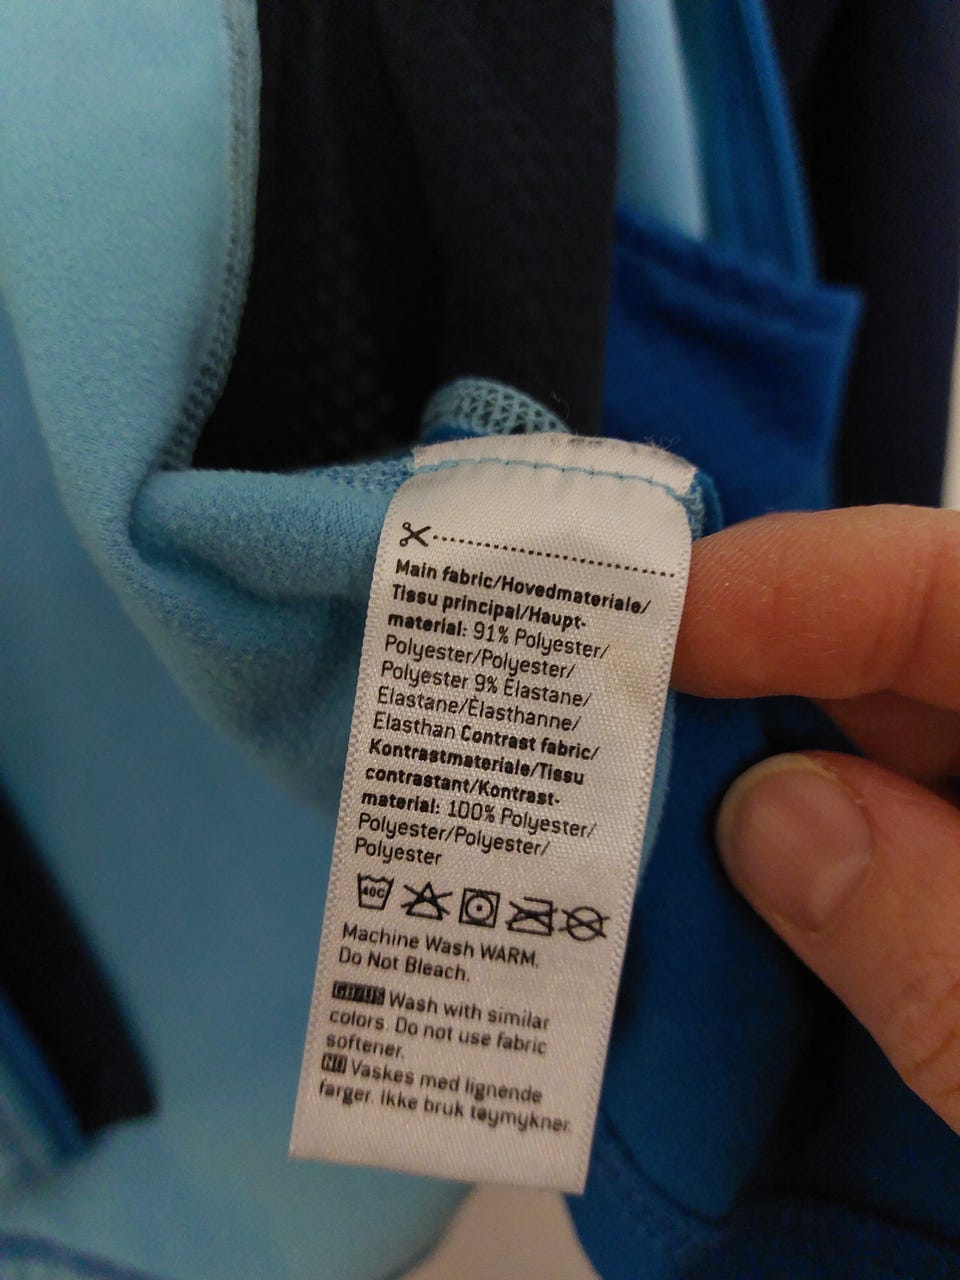 Main fabric/Hovedmateriale/
Tissu principal/Haupt-
material: 91% Polyester/
Polyester/Polyester/
Polyester 9% Elastane/
Elastane/Èlasthanne/
Elasthan Contrast fabric/
Kontrastmateriale/Tissu
contrastant/Kontrast-
material: 100% Polyester/
Polyester/Polyester/
Polyester
40C
Machine Wash WARM.
Do Not Bleach.
GB/US Wash with similar
colors. Do not use fabric
softener.
NO Vaskes med lignende
farger. Ikke bruk tøymykner.